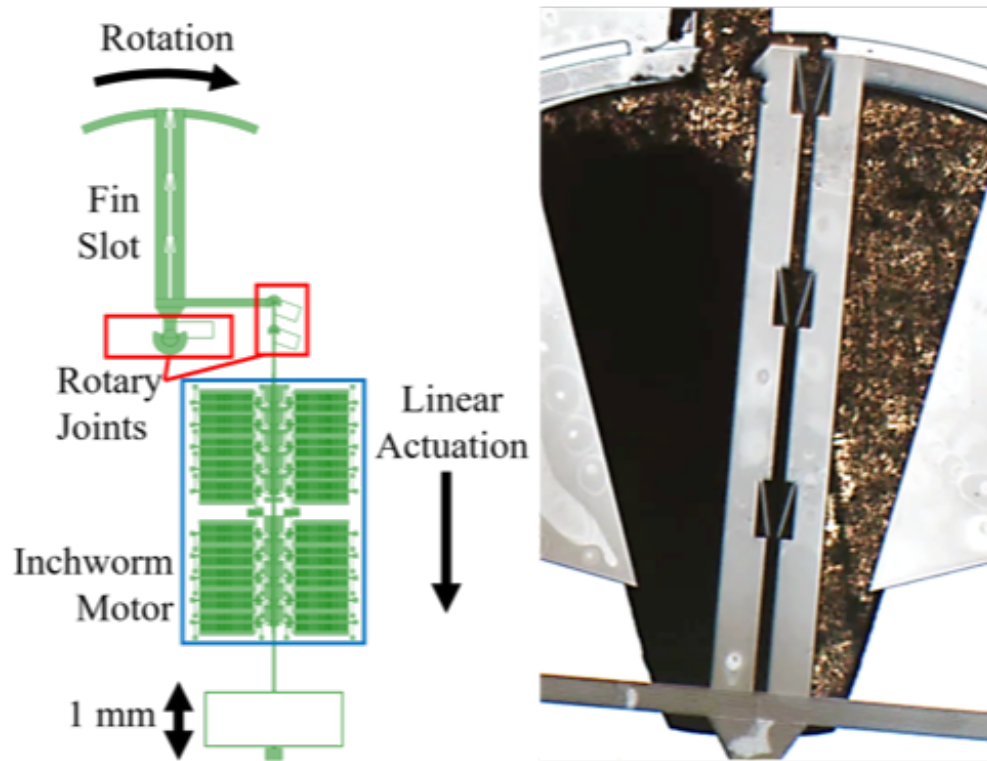 Rotation
Fin
Slot
Rotary
Joints
Linear
Actuation
Inchworm
Motor
1 mm